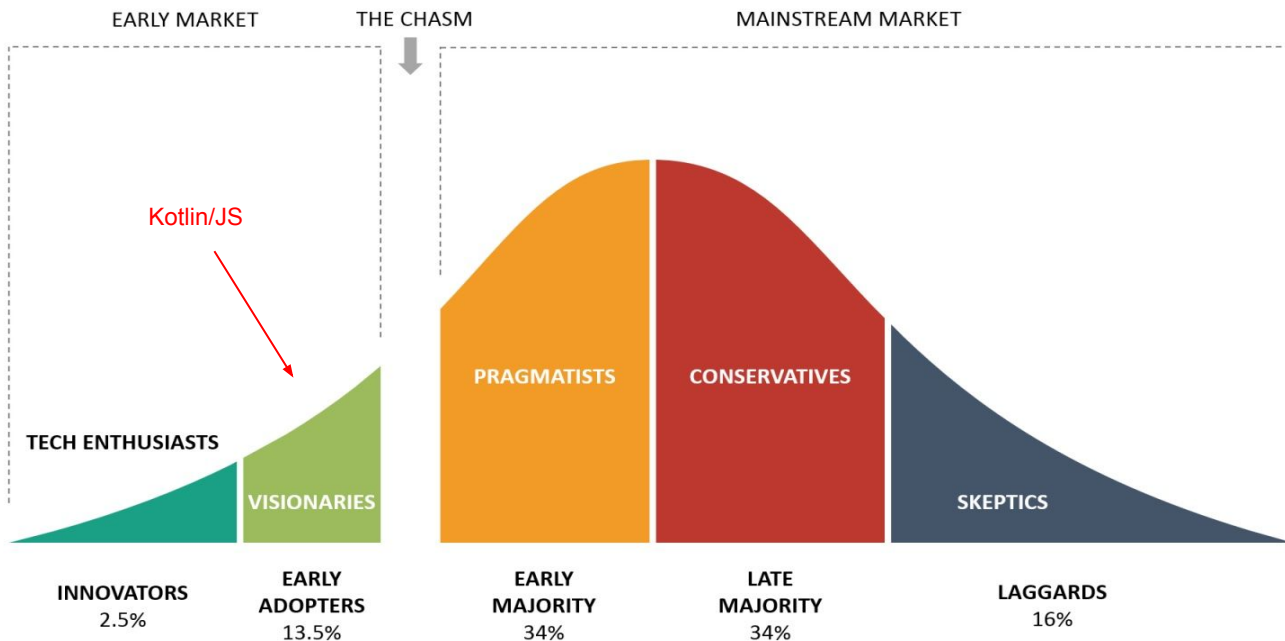 EARLY MARKET
THE CHASM
MAINSTREAM MARKET
Kotlin/JS
TECH ENTHUSIASTS
VISIONARIES
PRAGMATISTS
CONSERVATIVES
SKEPTICS
INNOVATORS
2.5%
EARLY
ADOPTERS
13.5%
EARLY
MAJORITY
34%
LATE
MAJORITY
34%
LAGGARDS
16%